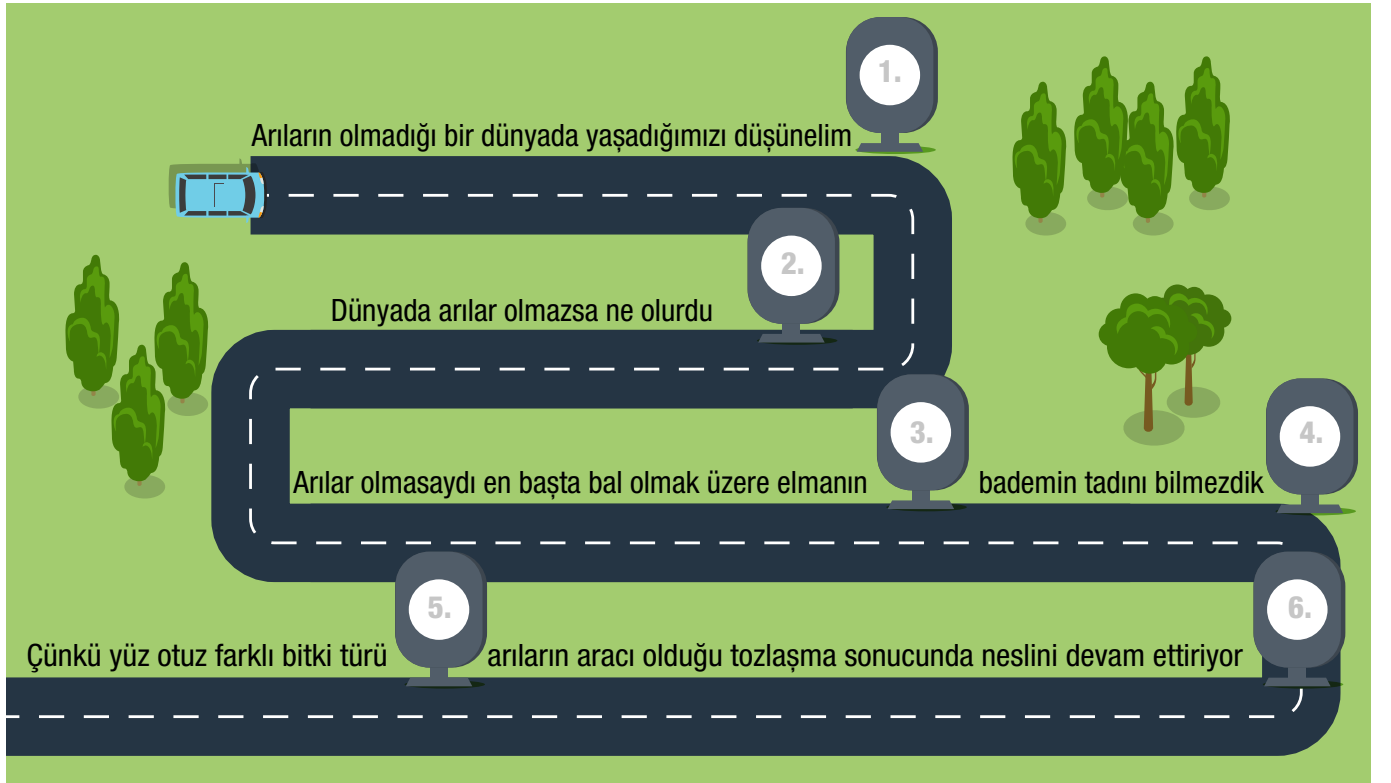 1.
Arıların olmadığı bir dünyada yaşadığımızı düşünelim
2.
Dünyada arılar olmazsa ne olurdu
3.
4.
Arılar olmasaydı en başta bal olmak üzere elmanın bademin tadını bilmezdik
5.
6.
Çünkü yüz otuz farklı bitki türü arıların aracı olduğu tozlaşma sonucunda neslini devam ettiriyor